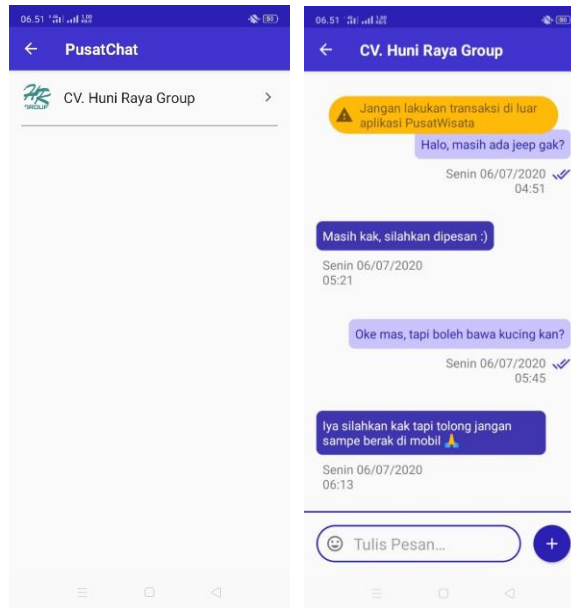 06.51
PusatChat
HR
GROUP
CV. Huni Raya Group
06.51
CV. Huni Raya Group
Jangan lakukan transaksi di luar
aplikasi PusatWisata
Halo, masih ada jeep gak?
Senin 06/07/2020
04:51
Masih kak, silahkan dipesan :)
Senin 06/07/2020
05:21
Oke mas, tapi boleh bawa kucing kan?
Senin 06/07/2020
05:45
Iya silahkan kak tapi tolong jangan
sampe berak di mobil 🙏
Senin 06/07/2020
06:13
Tulis Pesan...